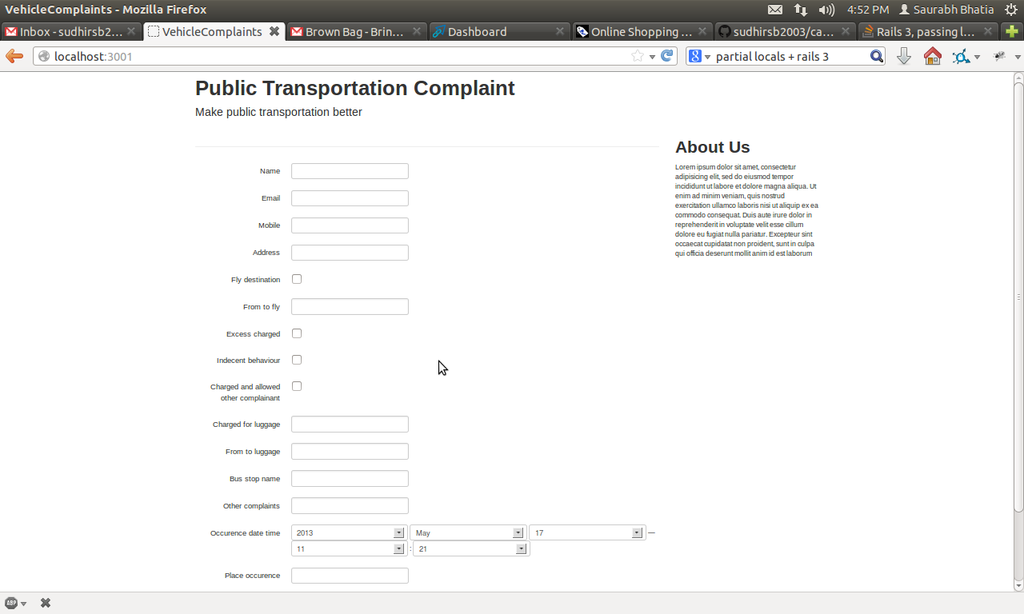 VehicleComplaints - Mozilla Firefox
4:52 PM Saurabh Bhatia
Inbox - sudhirsb2... VehicleComplaints Brown Bag - Brin... Dashboard Online Shopping ... sudhirsb2003/ca... Rails 3, passing l...
localhost:3001
partial locals + rails 3
Public Transportation Complaint
Make public transportation better
Name
Email
Mobile
Address
Fly destination
From to fly
Excess charged
Indecent behaviour
Charged and allowed
other complainant
Charged for luggage
From to luggage
Bus stop name
Other complaints
Occurence date time 2013 May 17 —
11 : 21
Place occurence
About Us
Lorem ipsum dolor sit amet, consectetur
adipisicing elit, sed do eiusmod tempor
incididunt ut labore et dolore magna aliqua. Ut
enim ad minim veniam, quis nostrud
exercitation ullamco laboris nisi ut aliquip ex ea
commodo consequat. Duis aute irure dolor in
reprehenderit in voluptate velit esse cillum
dolore eu fugiat nulla pariatur. Excepteur sint
occaecat cupidatat non proident, sunt in culpa
qui officia deserunt mollit anim id est laborum
ABP